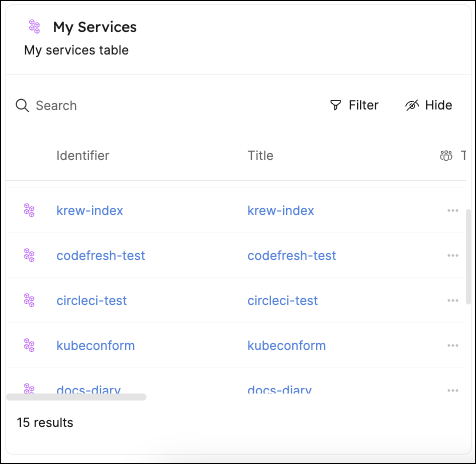 My Services
My services table
Search Filter Hide
Identifier Title T
krew-index krew-index
codefresh-test codefresh-test
circleci-test circleci-test
kubeconform kubeconform
docs-diary docs-diary
15 results